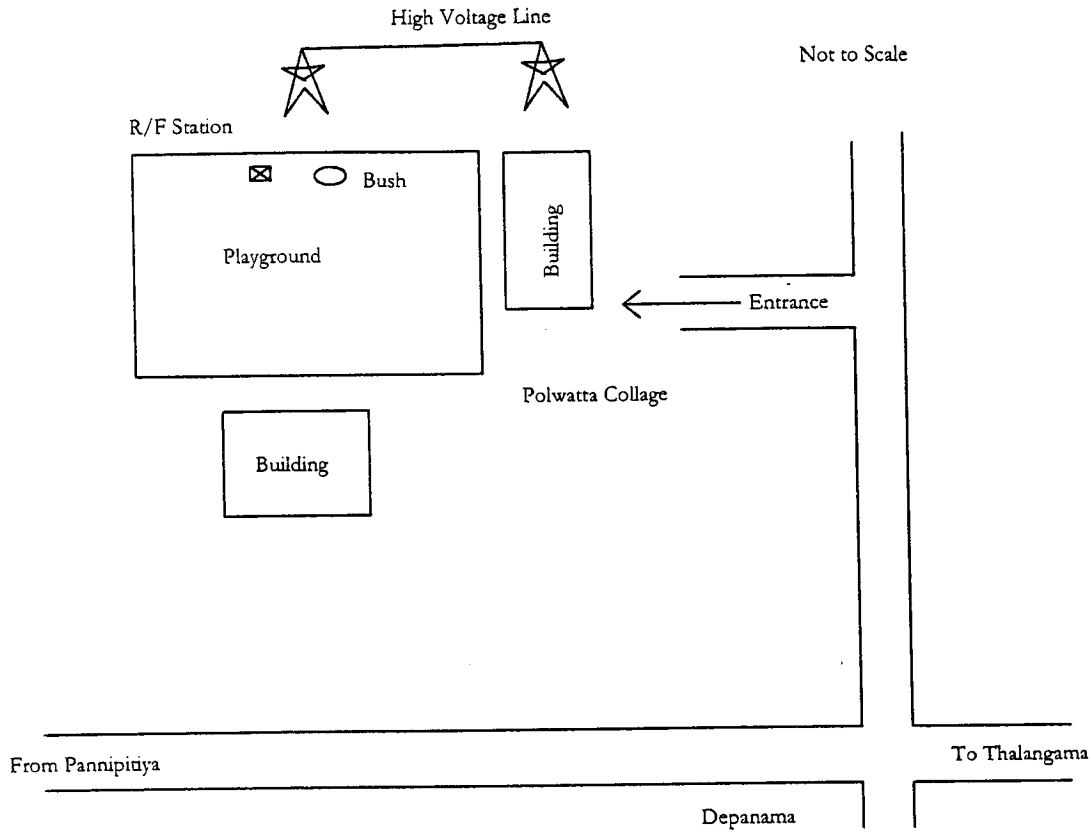 High Voltage Line
Not to Scale
R/F Station
Bush
Building
Playground
Entrance
Polwatta Collage
Building
From Pannipitiya
To Thalangama
Depanama